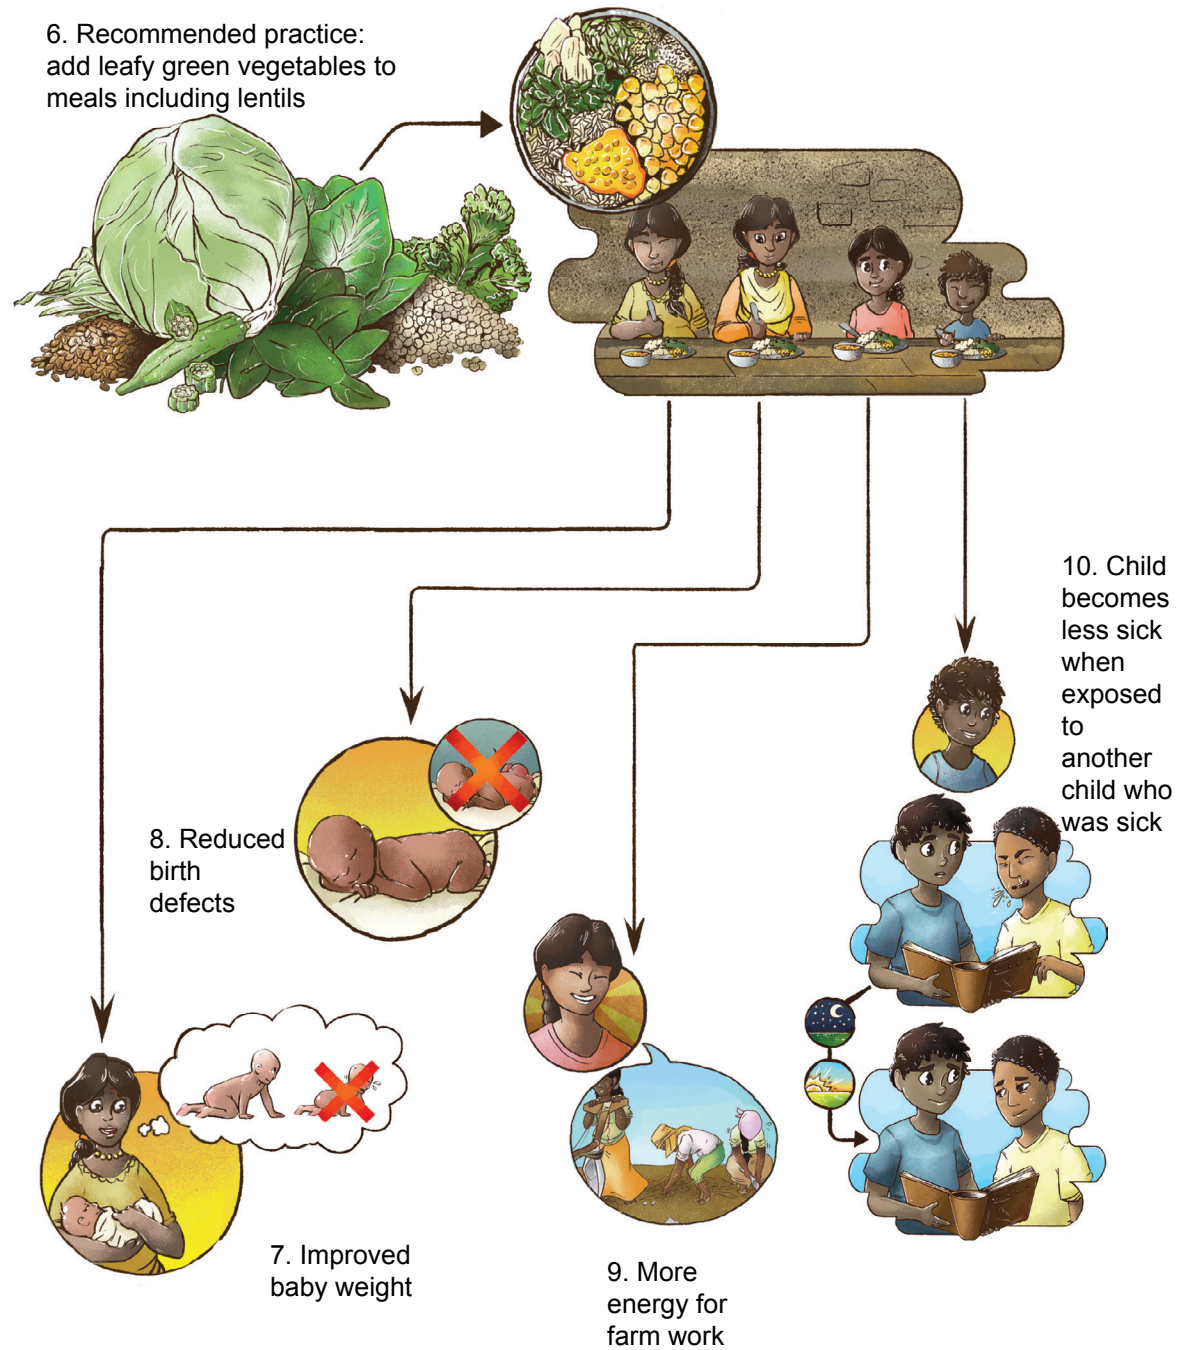 6. Recommended practice:
add leafy green vegetables to
meals including lentils
7. Improved
baby weight
8. Reduced
birth
defects
9. More
energy for
farm work
10. Child
becomes
less sick
when
exposed
to
another
child who
was sick